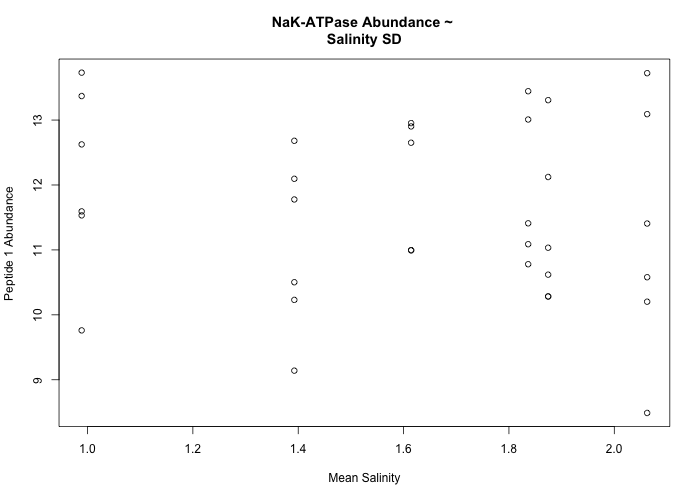 NaK-ATPase Abundance ~
Salinity SD
13
12
11
10
9
Peptide 1 Abundance
1.0 1.2 1.4 1.6 1.8 2.0
Mean Salinity